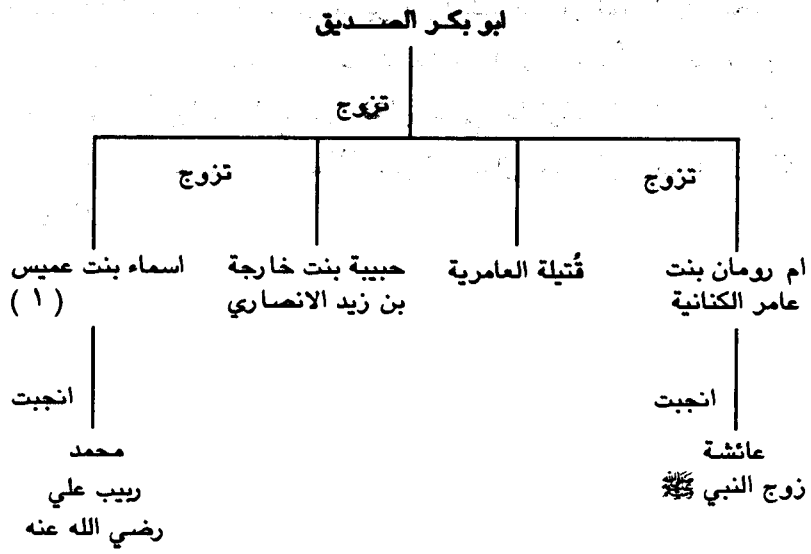 ابو بكر الصديق
تزوج
تزوج
تزوج
ام رومان بنت
عامر الكنانية
قُتيلة العامرية
حبيبة بنت خارجة
بن زيد الانصاري
اسماء بنت عميس
( ١ )
انجبت
انجبت
عائشة
زوج النبي ﷺ
محمد
ربيب علي
رضي الله عنه